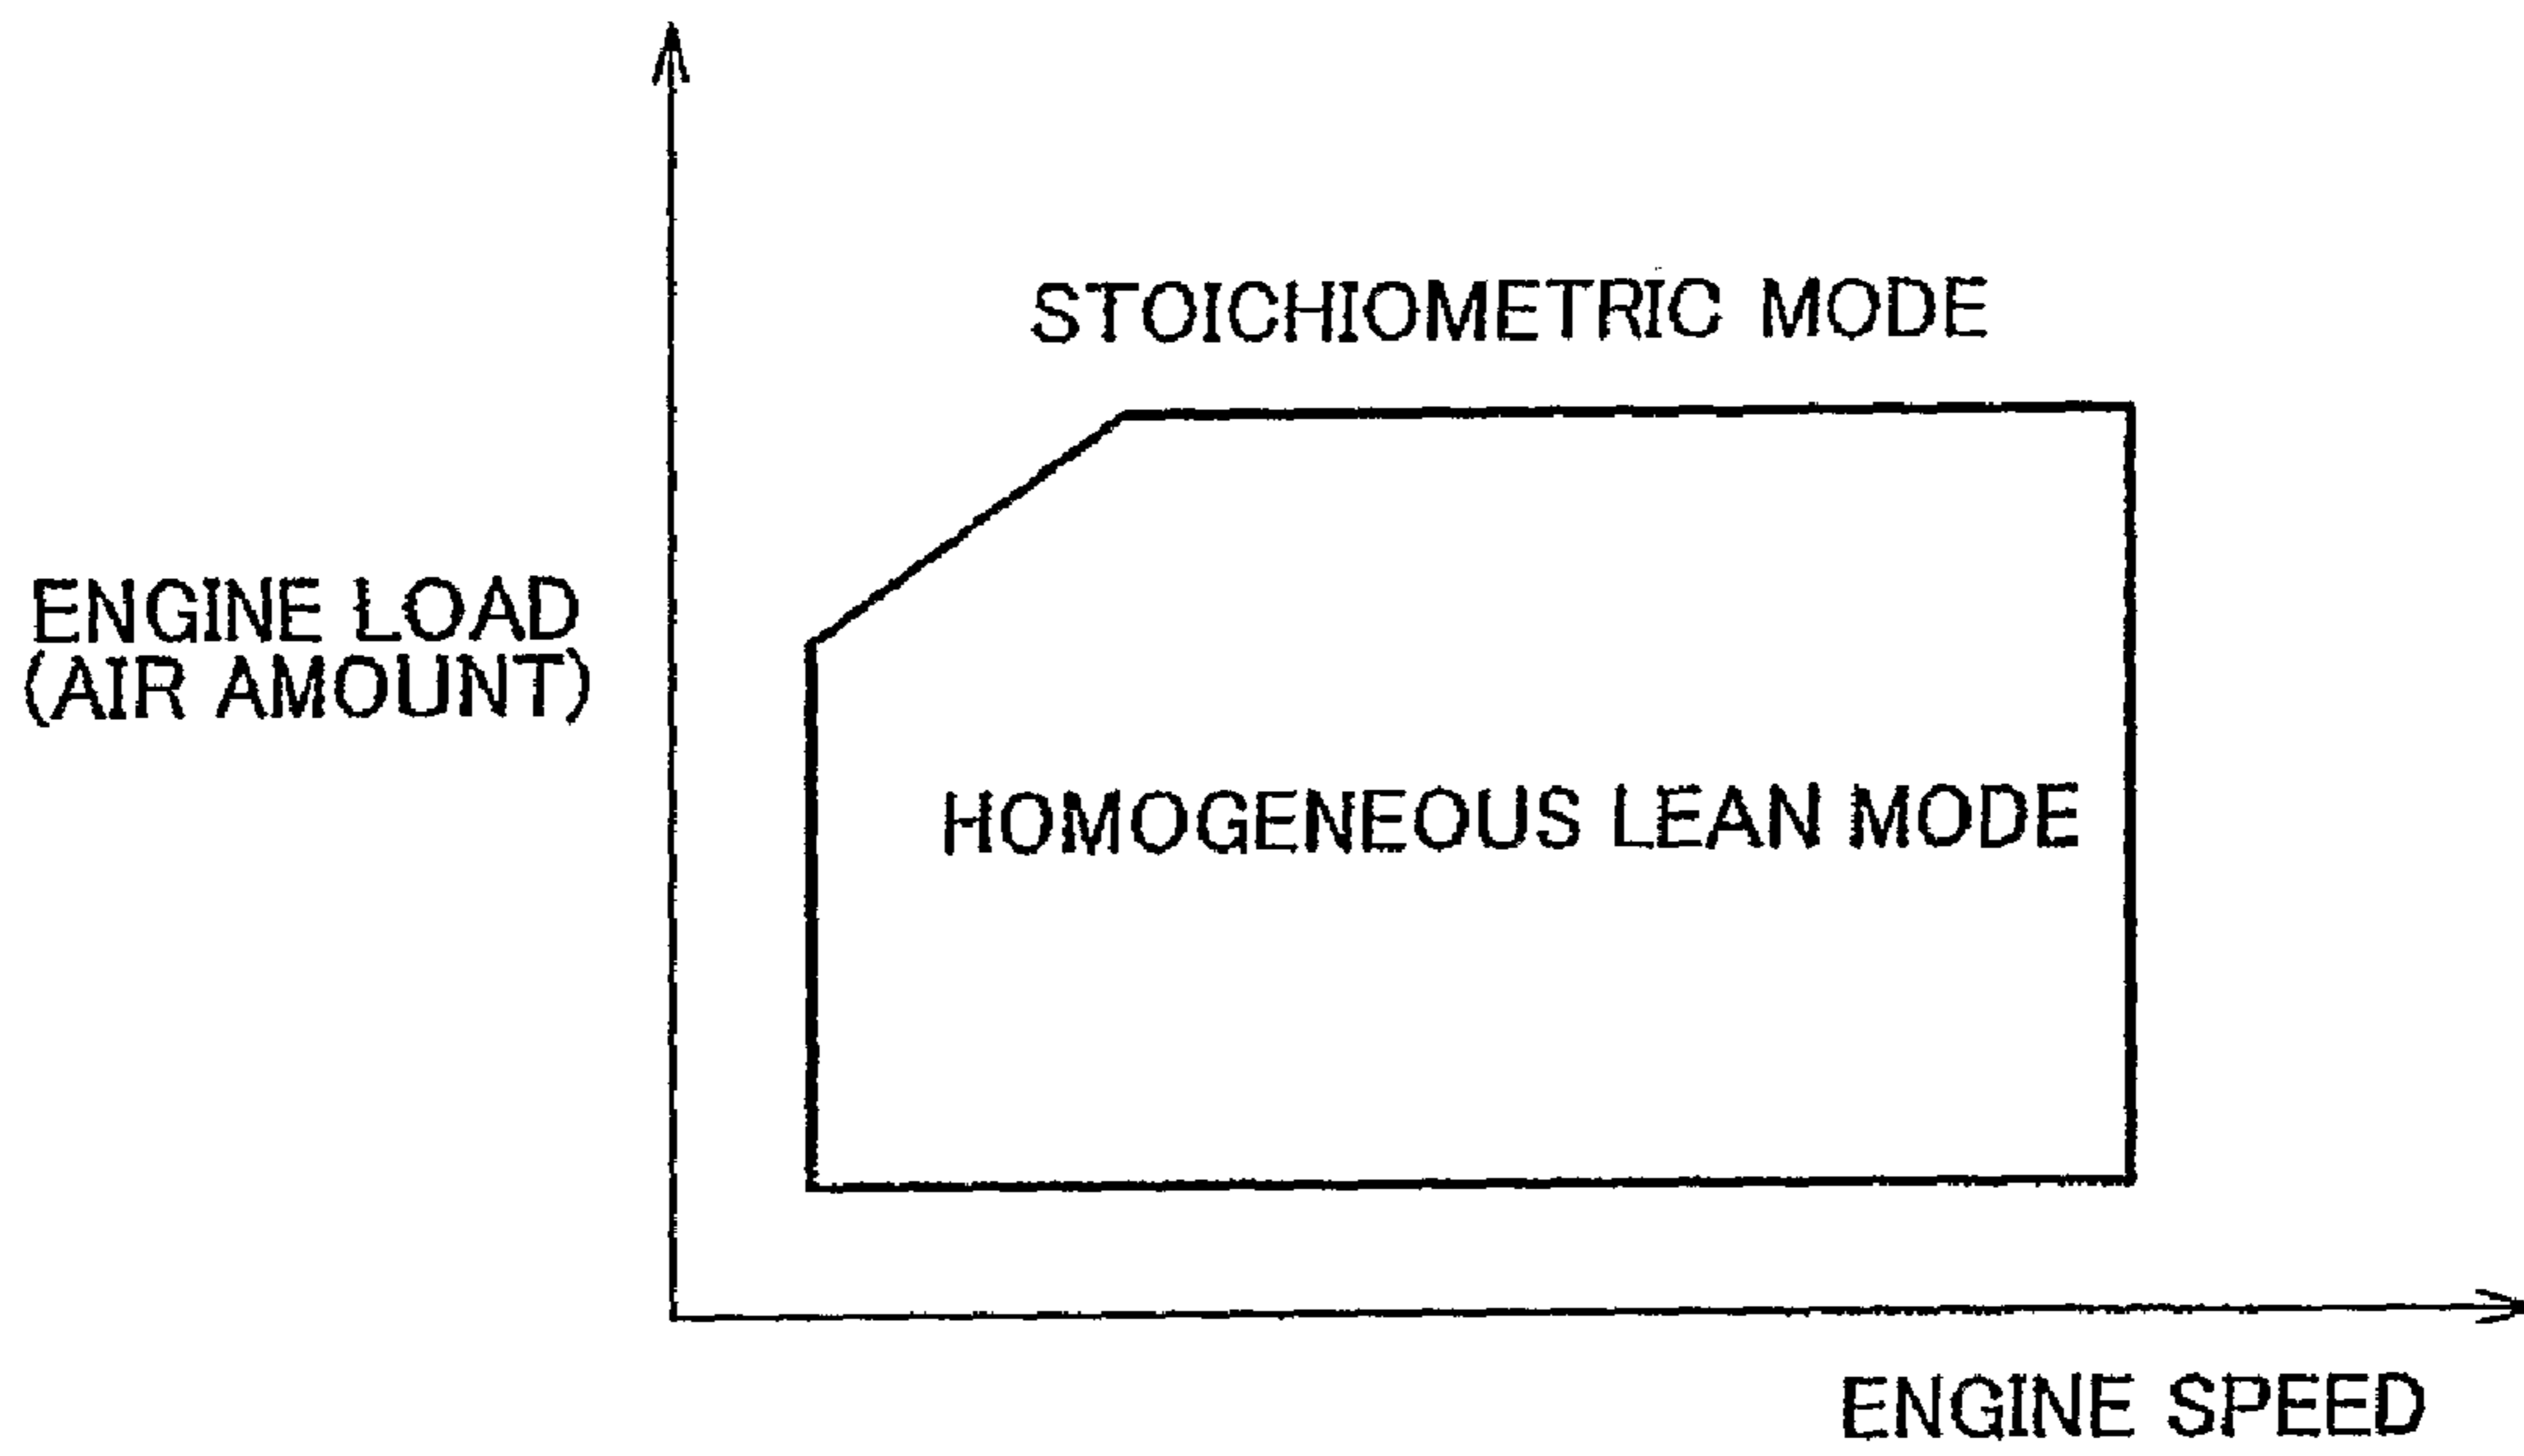 STOICHIOMETRIC MODE
ENGINE LOAD
(AIR AMOUNT)
HOMOGENEOUS LEAN MODE
ENGINE SPEED